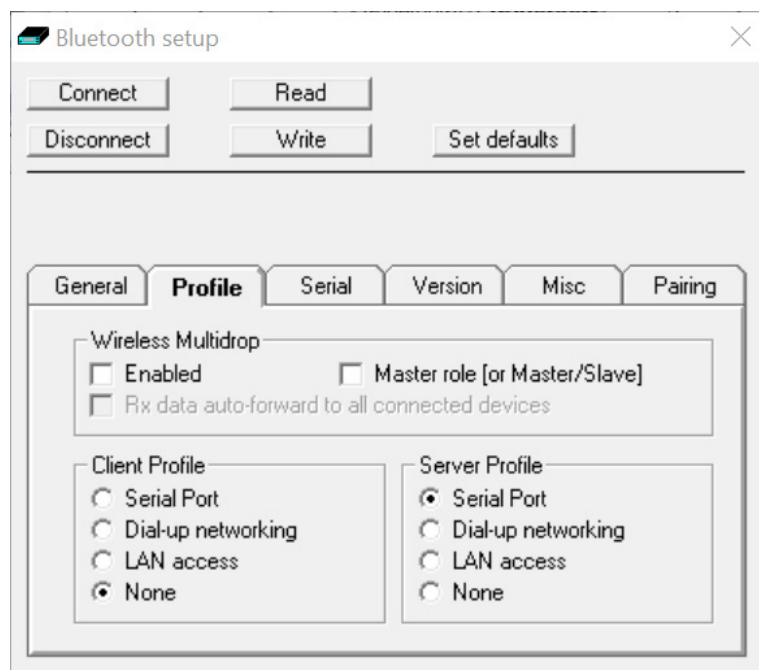 Bluetooth setup
Connect Read
Disconnect Write Set defaults
General Profile Serial Version Misc Pairing
Wireless Multidrop
Enabled Master role [or Master/Slave]
Rx data auto-forward to all connected devices
Client Profile Server Profile
Serial Port Serial Port
Dial-up networking Dial-up networking
LAN access LAN access
None None